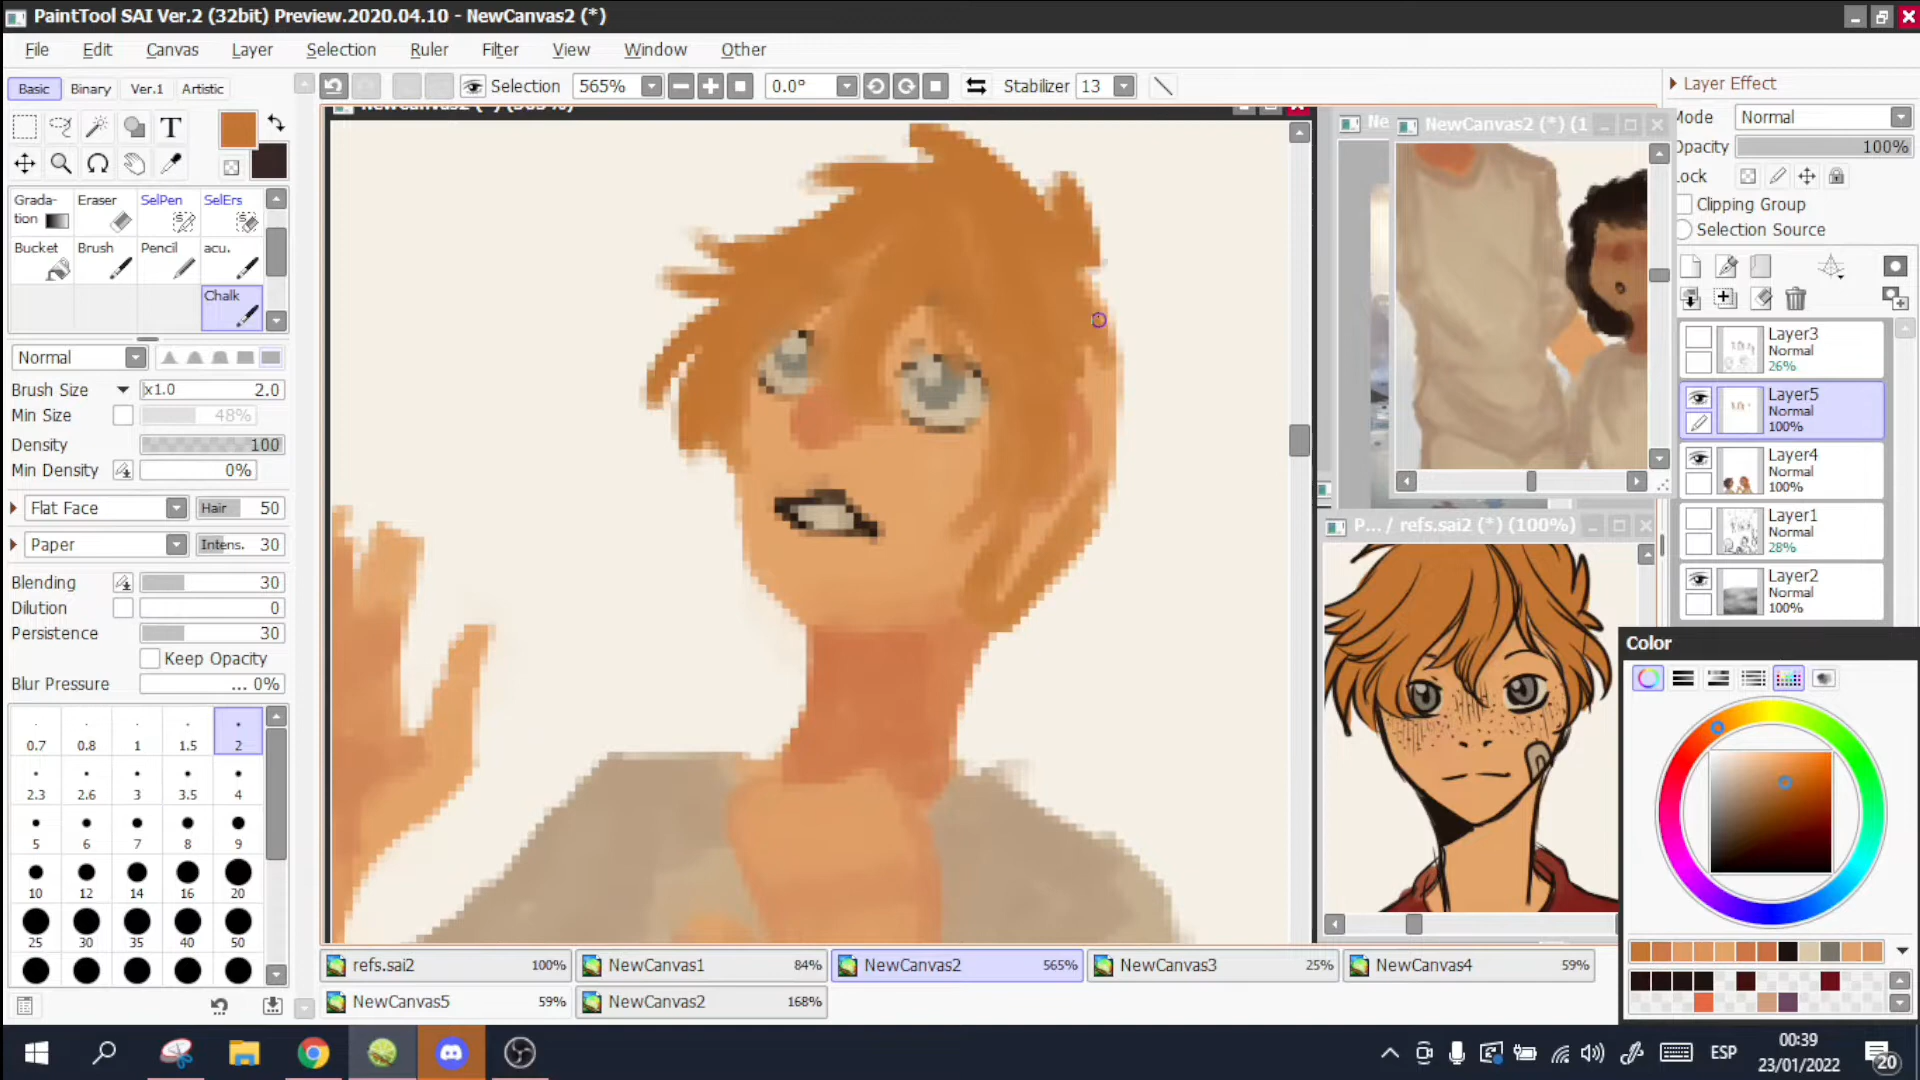 PaintTool SAI Ver.2 (32bit) Preview.2020.04.10 - NewCanvas2 (*)
File Edit Canvas Layer Selection Ruler Filter View Window Other
Basic Binary Ver.1 Artistic
Selection 565% 0.0° Stabilizer 13
Layer Effect
Mode Normal
Opacity 100%
Lock
Clipping Group
Selection Source
T
Grada-
tion
Eraser
SelPen
SelErs
Bucket Brush Pencil acu.
Chalk
Normal
Brush Size x1.0 2.0
Min Size 48%
Density 100
Min Density 0%
Flat Face Hair 50
Paper Intens. 30
Blending 30
Dilution 0
Persistence 30
Keep Opacity
Blur Pressure ... 0%
0.7 0.8 1 1.5 2
2.3 2.6 3 3.5 4
5 6 7 8 9
10 12 14 16 20
25 30 35 40 50
NewCanvas2 (*) (565%)
Ne
NewCanvas2 (*) (1
P... / refs.sai2 (*) (100%)
Layer3
Normal
26%
Layer5
Normal
100%
Layer4
Normal
100%
Layer1
Normal
28%
Layer2
Normal
100%
Color
refs.sai2 100%
NewCanvas1 84%
NewCanvas2 565%
NewCanvas3 25%
NewCanvas4 59%
NewCanvas5 59%
NewCanvas2 168%
ESP
00:39
23/01/2022
20